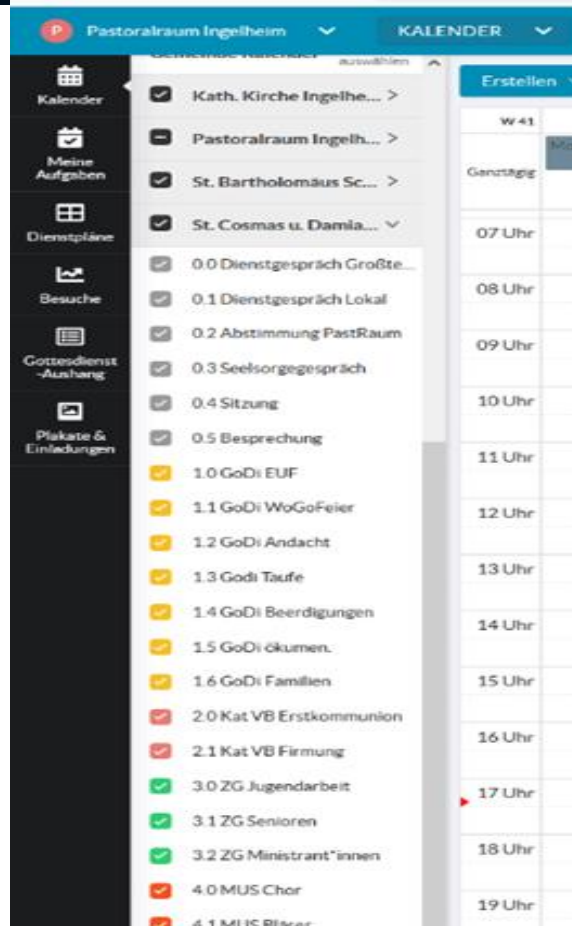 P Pastoralraum Ingelheim KALENDER
Kalender
Meine
Aufgaben
Dienstpläne
Besuche
Gottesdienst
-Aushang
Plakate &
Einladungen
auswählen
Kath. Kirche Ingelhe... >
Pastoralraum Ingelh... >
St. Bartholomäus Sc... >
St. Cosmas u. Damia...
0.0 Dienstgespräch Großte...
0.1 Dienstgespräch Lokal
0.2 Abstimmung PastRaum
0.3 Seelsorgegespräch
0.4 Sitzung
0.5 Besprechung
1.0 GoDi EUF
1.1 GoDi WoGoFeier
1.2 GoDi Andacht
1.3 Godi Taufe
1.4 GoDi Beerdigungen
1.5 GoDi ökumen.
1.6 GoDi Familien
2.0 Kat VB Erstkommunion
2.1 Kat VB Firmung
3.0 ZG Jugendarbeit
3.1 ZG Senioren
3.2 ZG Ministrant*innen
4.0 MUS Chor
4.1 MUS Bläser
Erstellen
W 41
Ganztägig
07 Uhr
08 Uhr
09 Uhr
10 Uhr
11 Uhr
12 Uhr
13 Uhr
14 Uhr
15 Uhr
16 Uhr
17 Uhr
18 Uhr
19 Uhr